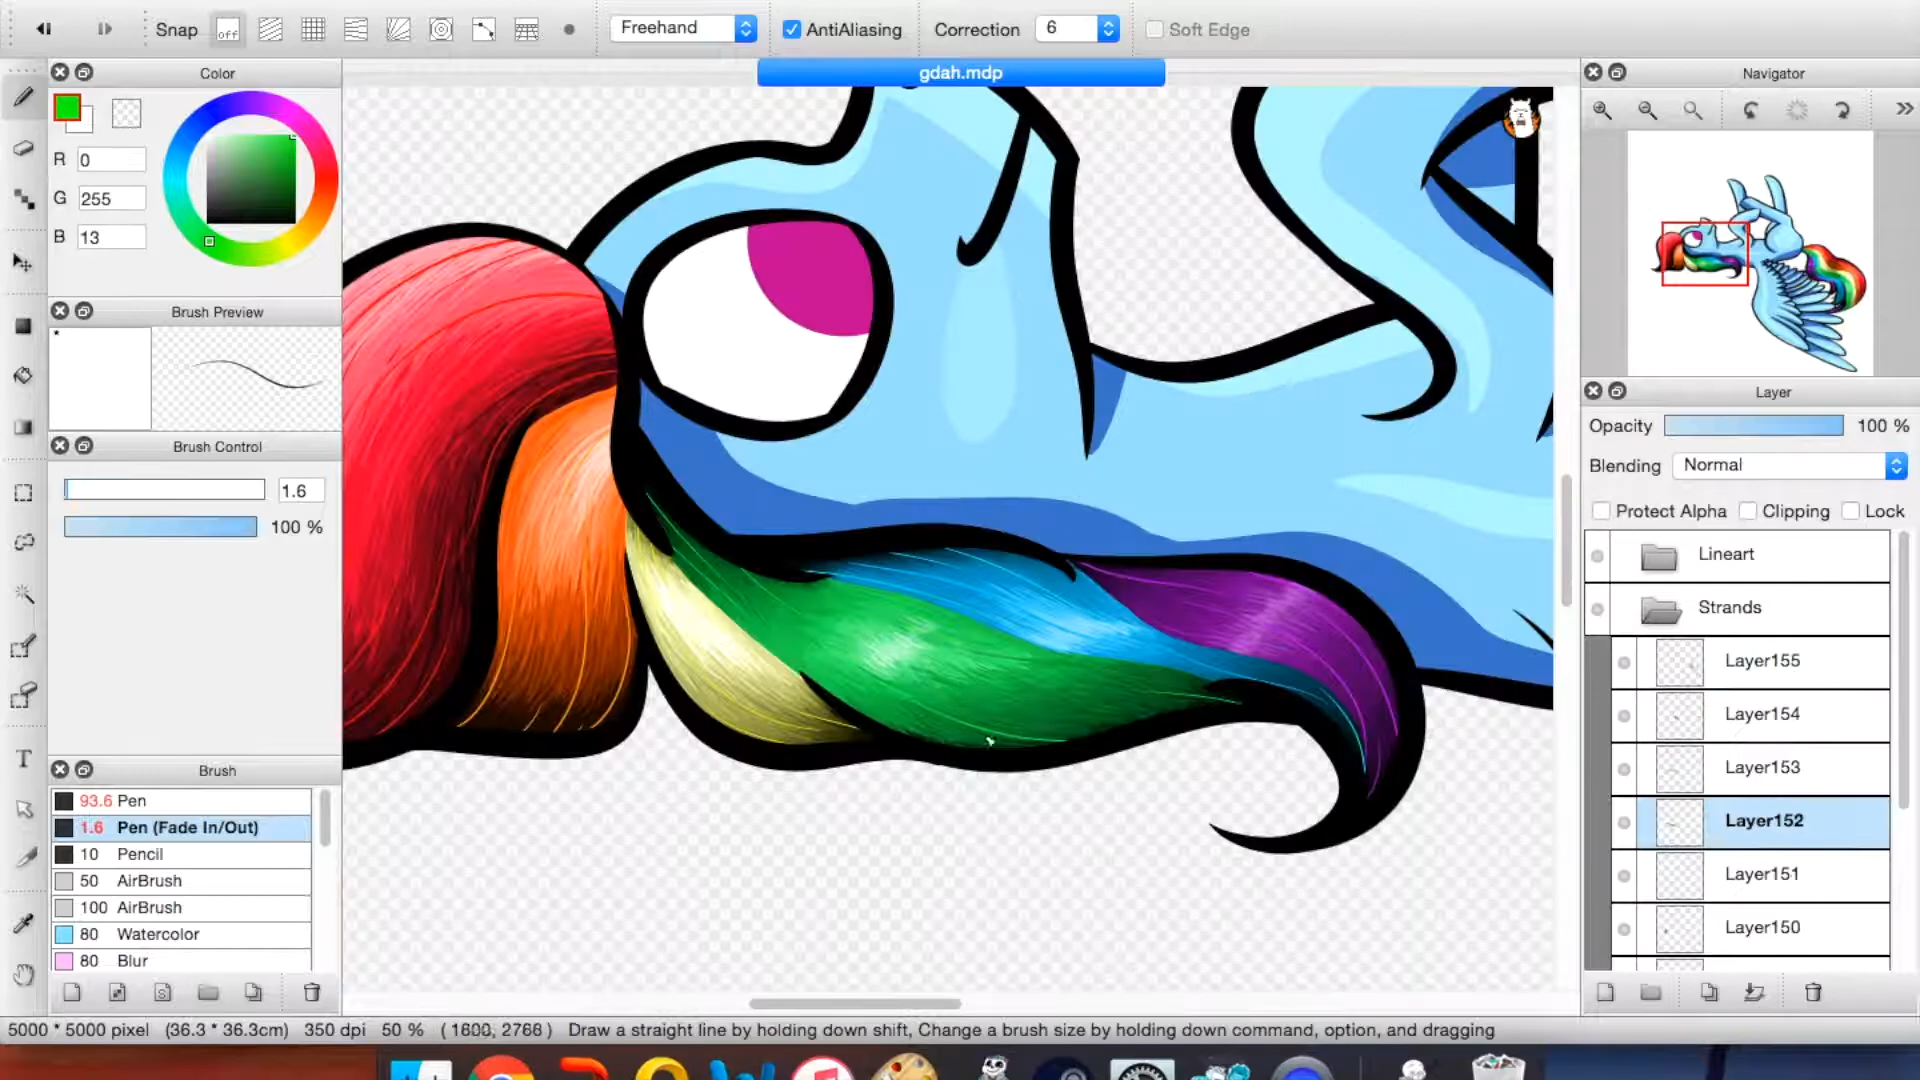 Snap
off
Freehand
AntiAliasing
Correction
6
Soft Edge
Color
gdah.mdp
Navigator
R 0
G 255
B 13
Brush Preview
Brush Control
1.6
100 %
Layer
Opacity 100 %
Blending Normal
Protect Alpha Clipping Lock
Lineart
Strands
Layer155
Layer154
Layer153
Layer152
Layer151
Layer150
Brush
93.6 Pen
1.6 Pen (Fade In/Out)
10 Pencil
50 AirBrush
100 AirBrush
80 Watercolor
80 Blur
5000 * 5000 pixel (36.3 * 36.3cm) 350 dpi 50 % ( 1600, 2766 ) Draw a straight line by holding down shift, Change a brush size by holding down command, option, and dragging